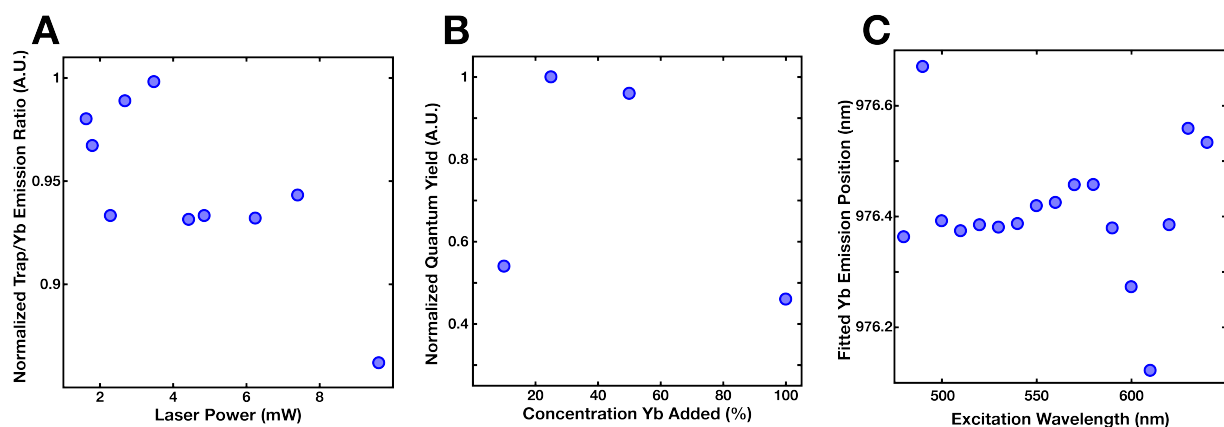 A
Normalized Trap/Yb Emission Ratio (A.U.)
1
0.95
0.9
2 4 6 8
Laser Power (mW)
B
Normalized Quantum Yield (A.U.)
1
0.8
0.6
0.4
20 40 60 80 100
Concentration Yb Added (%)
C
Fitted Yb Emission Position (nm)
976.6
976.4
976.2
500 550 600
Excitation Wavelength (nm)